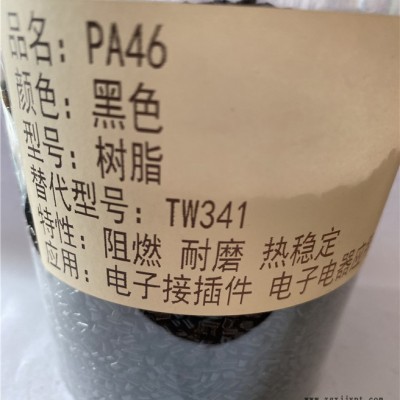 品名：PA46
颜色：黑色
型号：树脂
替代型号：TW341
特性：阻燃 耐磨 热稳定
应用：电子接插件 电子电器